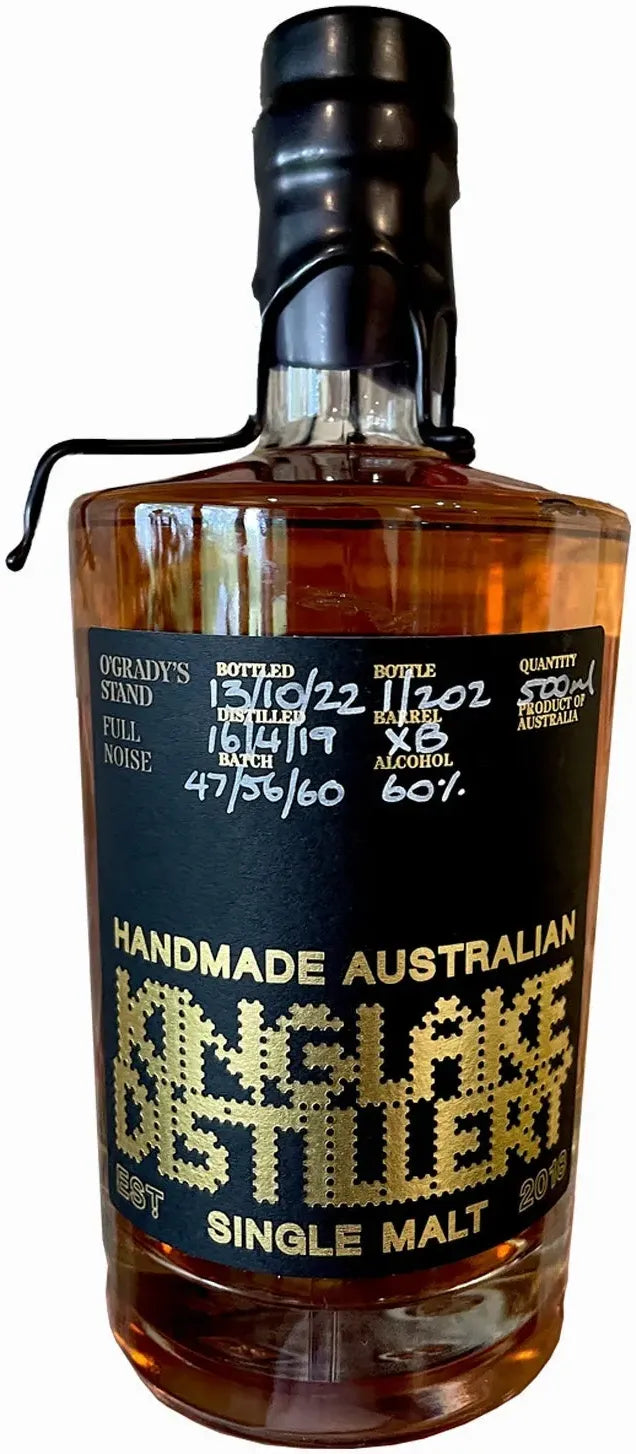 O'GRADY'S STAND
FULL NOISE
BOTTLED
13/10/22
DISTILLED
16/4/19
BATCH
47/56/60
BOTTLE
1/202
BARREL
XB
ALCOHOL
60%
QUANTITY
500ml
PRODUCT OF
AUSTRALIA
HANDMADE AUSTRALIAN
KINGLAKE
DISTILLERY
EST 2018
SINGLE MALT